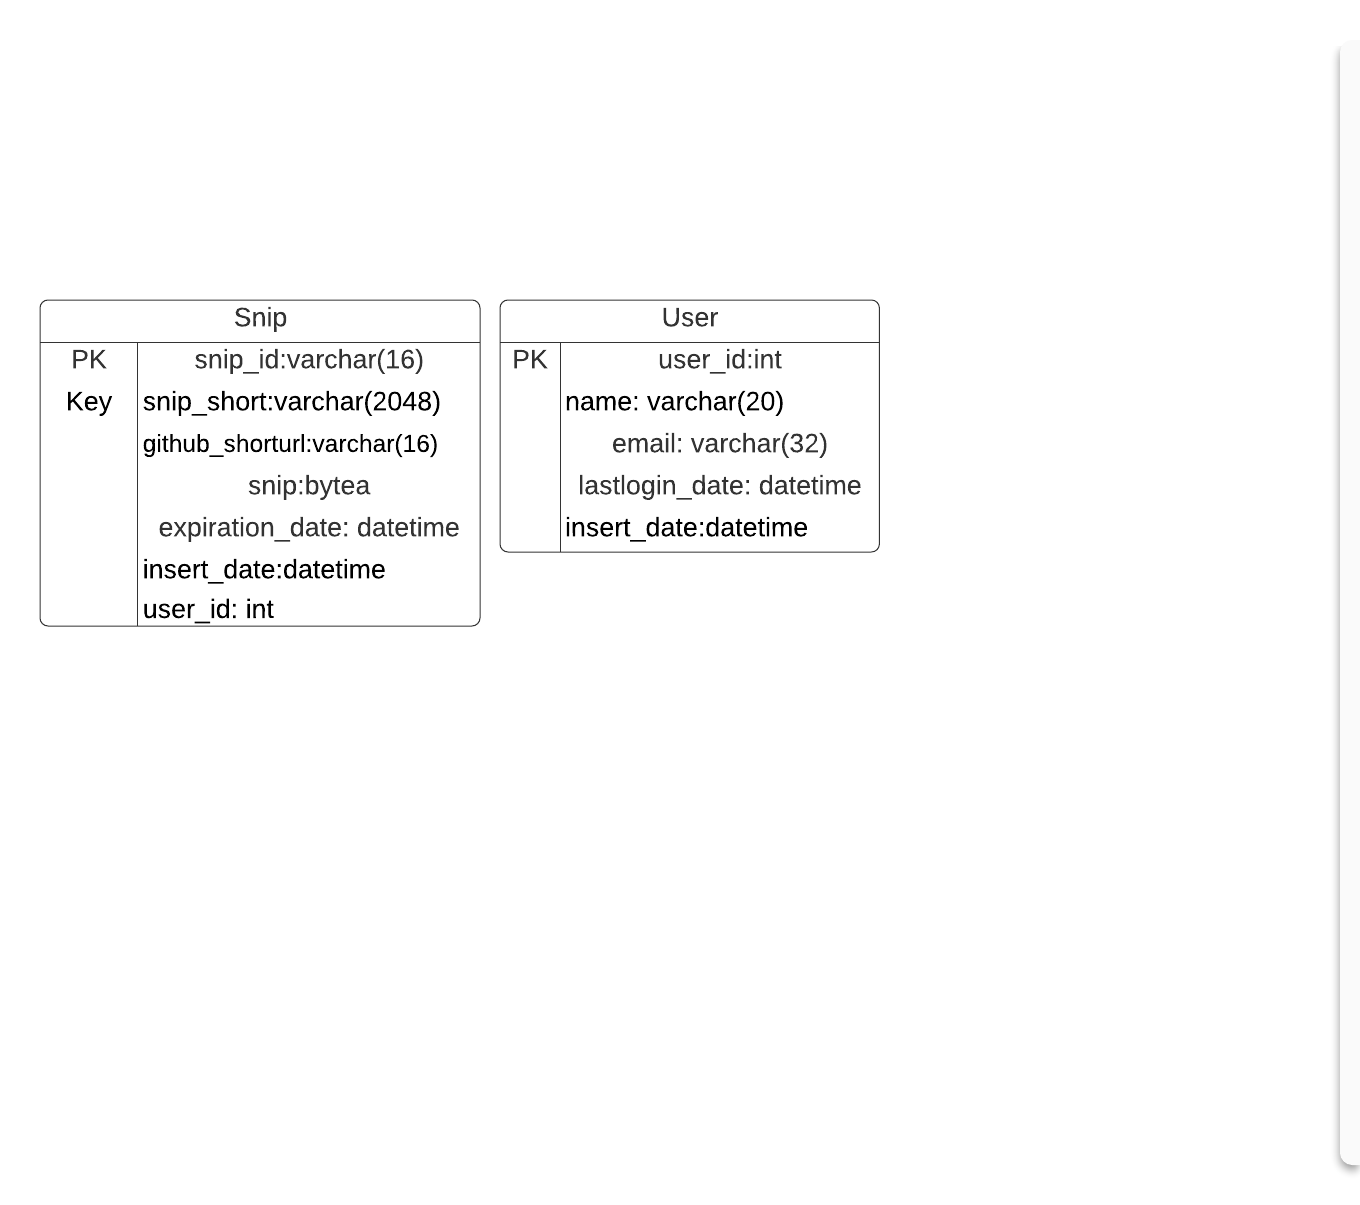 Snip
PK snip_id:varchar(16)
Key snip_short:varchar(2048)
github_shorturl:varchar(16)
snip:bytea
expiration_date: datetime
insert_date:datetime
user_id: int
User
PK user_id:int
name: varchar(20)
email: varchar(32)
lastlogin_date: datetime
insert_date:datetime